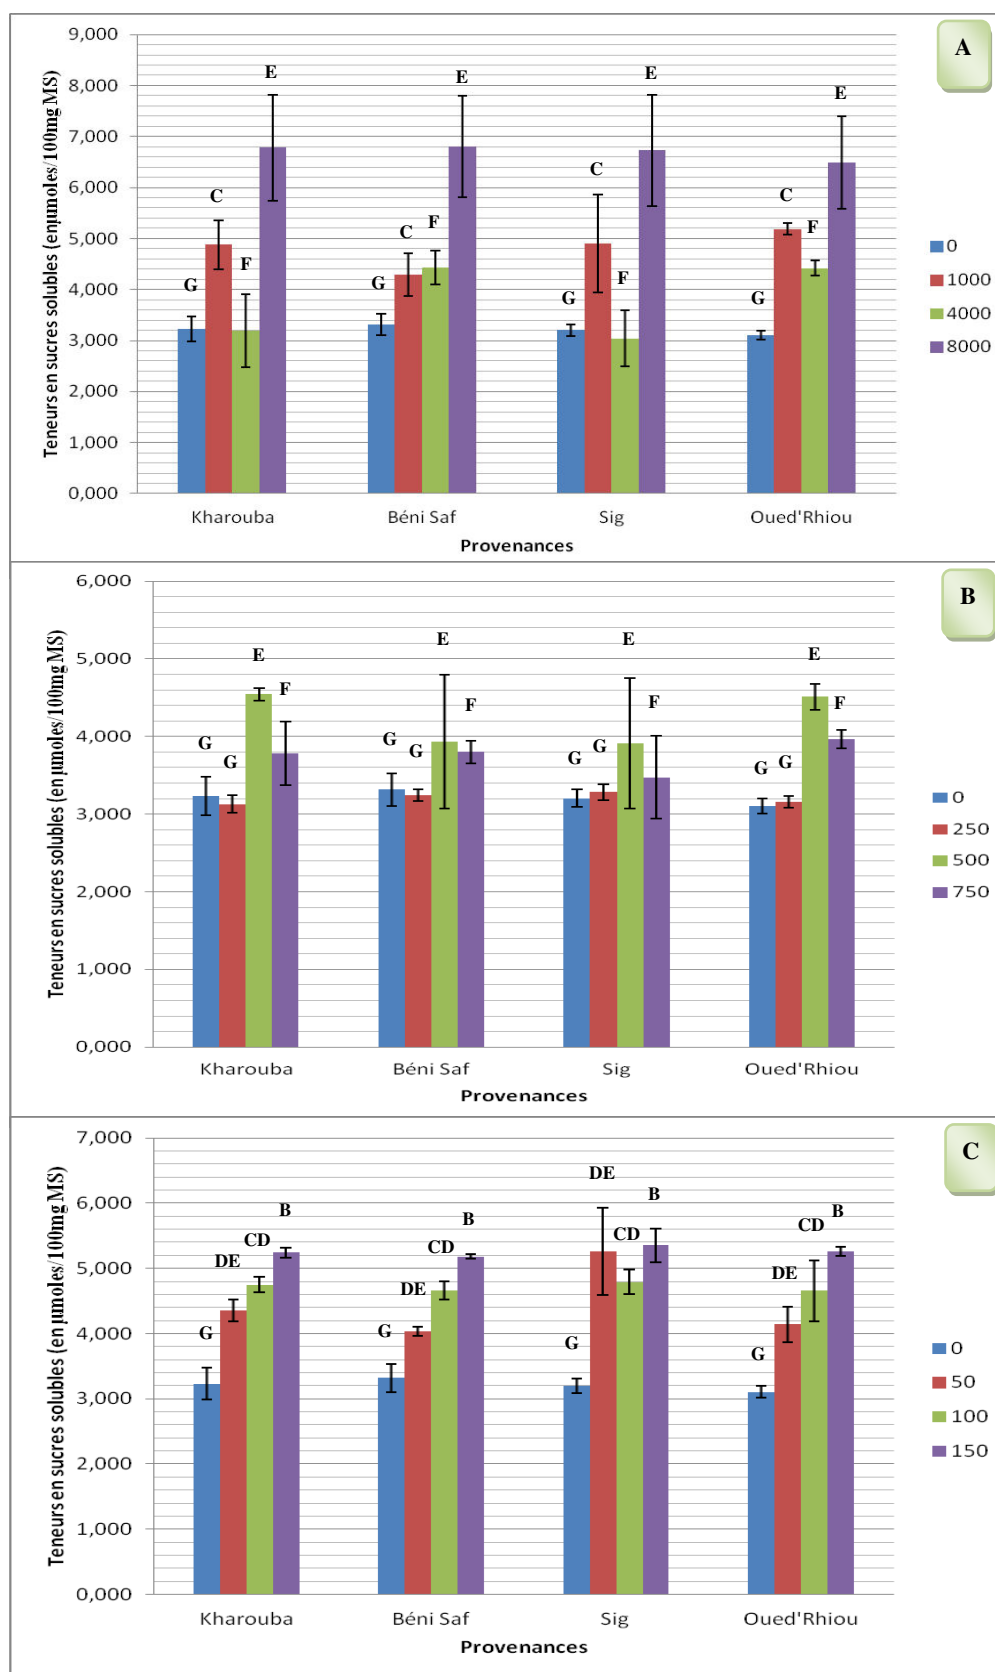 A
Teneurs en sucres solubles (enµmoles/100mg MS)
9,000
8,000
7,000
6,000
5,000
4,000
3,000
2,000
1,000
0,000
G C F E
G C F E
G C F E
G C F E
0
1000
4000
8000
Kharouba Béni Saf Sig Oued'Rhiou
Provenances
B
Teneurs en sucres solubles (en µmoles/100mg MS)
6,000
5,000
4,000
3,000
2,000
1,000
0,000
G G E F
G G E F
G G E F
G G E F
0
250
500
750
Kharouba Béni Saf Sig Oued'Rhiou
Provenances
C
Teneurs en sucres solubles (en µmoles/100mg MS)
7,000
6,000
5,000
4,000
3,000
2,000
1,000
0,000
G DE CD B
G DE CD B
G DE CD B
G DE CD B
0
50
100
150
Kharouba Béni Saf Sig Oued'Rhiou
Provenances